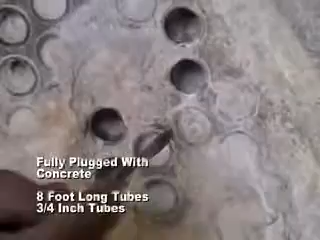 Fully Plugged With
Concrete
8 Foot Long Tubes
3/4 Inch Tubes